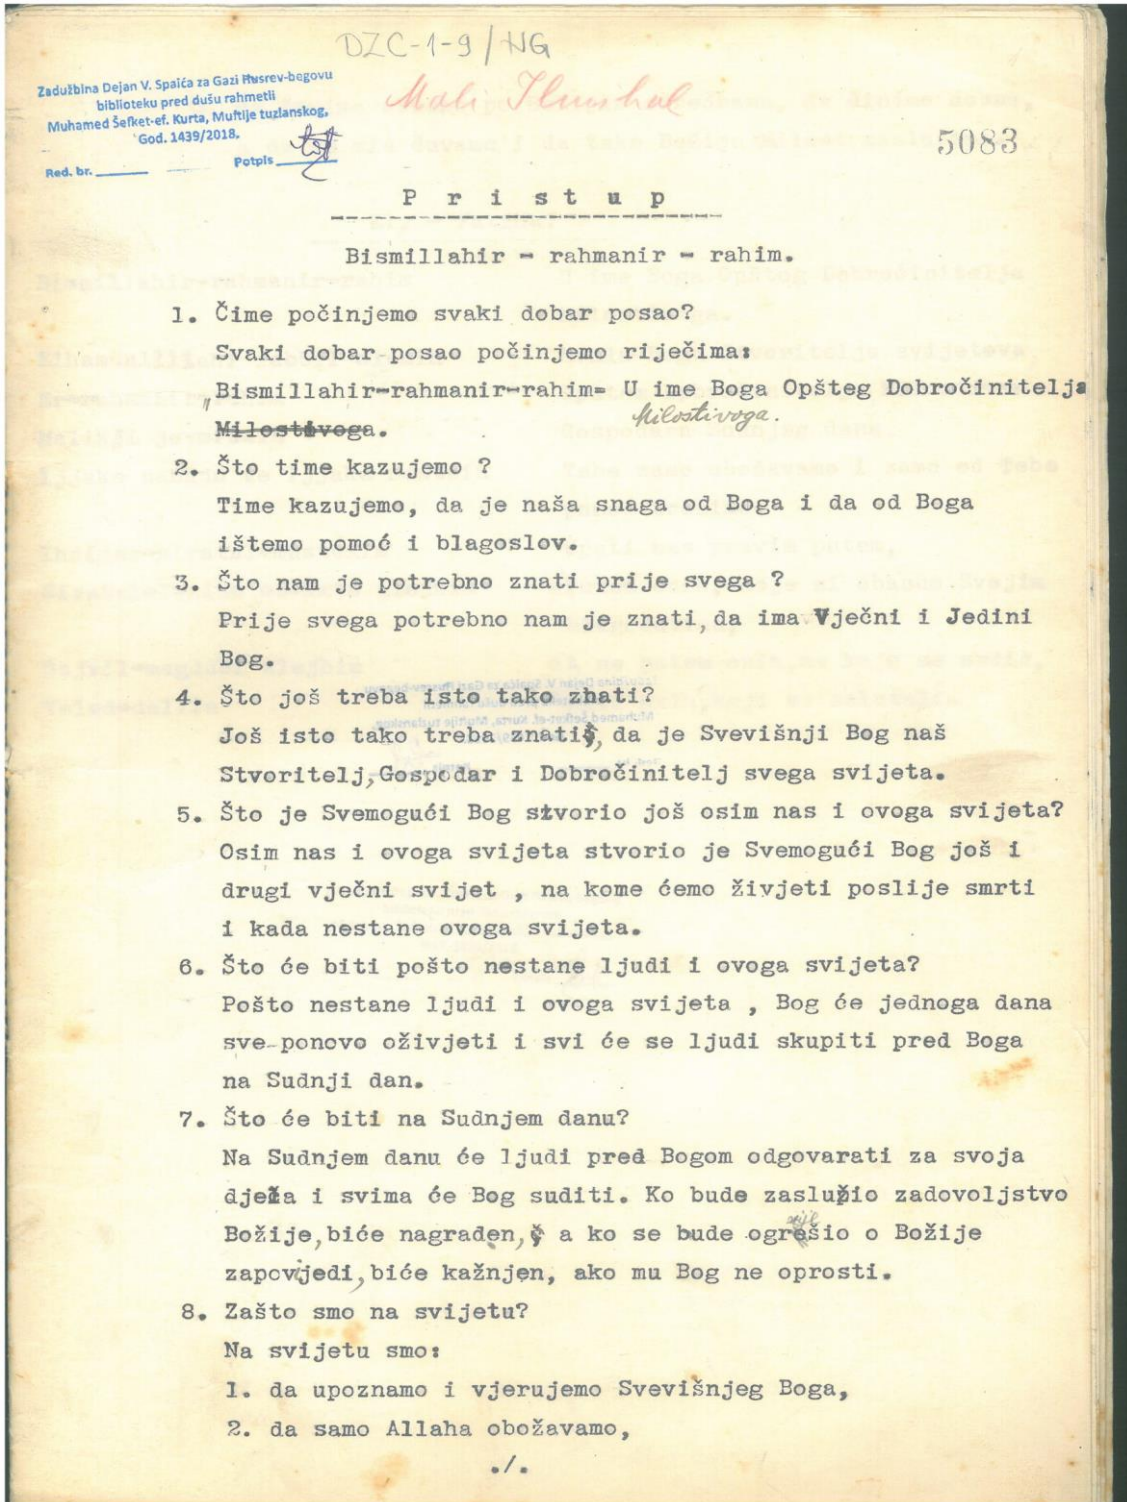 DZC-1-9/NG
Zadužbina Dejan V. Spaića za Gazi Husrev-begovu
biblioteku pred dušu rahmetli
Muhamed Šefket-ef. Kurta, Muftije tuzlanskog,
God. 1439/2018.
Red. br. Potpis
Mali Ilmihal
5083
P r i s t u p
Bismillahir - rahmanir - rahim.
1. Čime počinjemo svaki dobar posao?
Svaki dobar posao počinjemo riječima:
„Bismillahir-rahmanir-rahim= U ime Boga Opšteg Dobročinitelja
Milostivoga. Milostivoga.
2. Što time kazujemo ?
Time kazujemo, da je naša snaga od Boga i da od Boga
ištemo pomoć i blagoslov.
3. Što nam je potrebno znati prije svega ?
Prije svega potrebno nam je znati, da ima Vječni i Jedini
Bog.
4. Što još treba isto tako znati?
Još isto tako treba znati, da je Svevišnji Bog naš
Stvoritelj, Gospodar i Dobročinitelj svega svijeta.
5. Što je Svemogući Bog stvorio još osim nas i ovoga svijeta?
Osim nas i ovoga svijeta stvorio je Svemogući Bog još i
drugi vječni svijet , na kome ćemo živjeti poslije smrti
i kada nestane ovoga svijeta.
6. Što će biti pošto nestane ljudi i ovoga svijeta?
Pošto nestane ljudi i ovoga svijeta , Bog će jednoga dana
sve ponovo oživjeti i svi će se ljudi skupiti pred Boga
na Sudnji dan.
7. Što će biti na Sudnjem danu?
Na Sudnjem danu će ljudi pred Bogom odgovarati za svoja
djela i svima će Bog suditi. Ko bude zaslužio zadovoljstvo
Božije, biće nagrađen, a ko se bude ogrešio o Božije
zapovijedi, biće kažnjen, ako mu Bog ne oprosti.
8. Zašto smo na svijetu?
Na svijetu smo:
1. da upoznamo i vjerujemo Svevišnjeg Boga,
2. da samo Allaha obožavamo,
./.